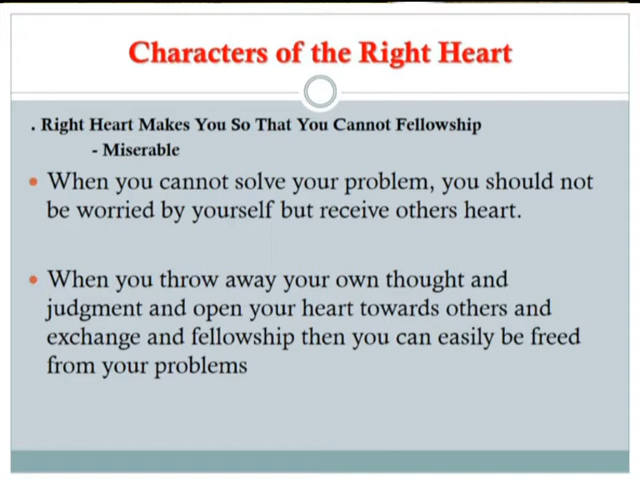 Characters of the Right Heart
. Right Heart Makes You So That You Cannot Fellowship
- Miserable
• When you cannot solve your problem, you should not
be worried by yourself but receive others heart.
• When you throw away your own thought and
judgment and open your heart towards others and
exchange and fellowship then you can easily be freed
from your problems